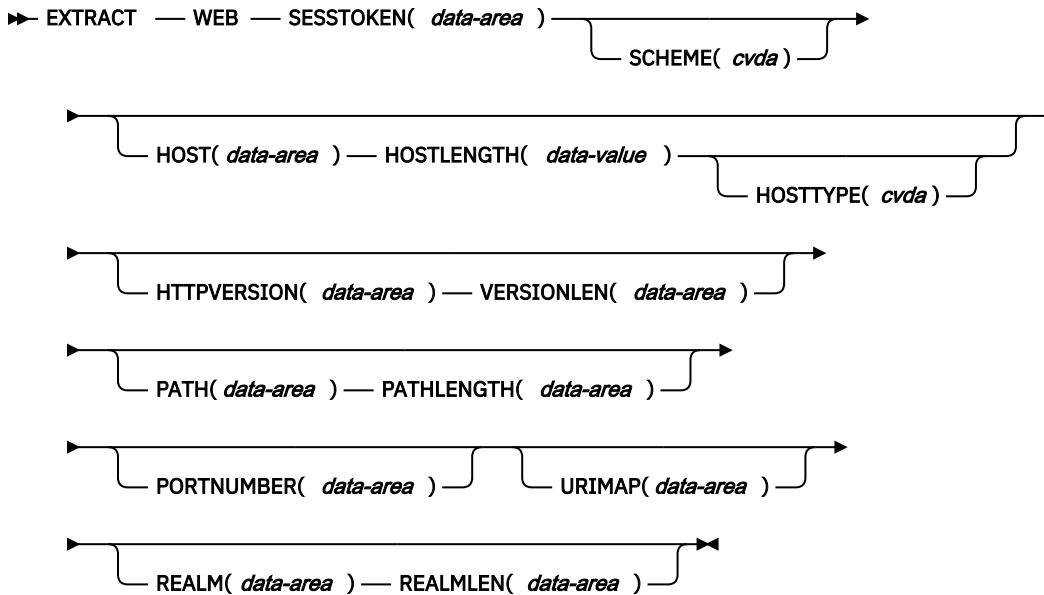 EXTRACT WEB SESSTOKEN( data-area )
SCHEME( cvda )
HOST( data-area ) HOSTLENGTH( data-value )
HOSTTYPE( cvda )
HTTPVERSION( data-area ) VERSIONLEN( data-area )
PATH( data-area ) PATHLENGTH( data-area )
PORTNUMBER( data-area ) URIMAP( data-area )
REALM( data-area ) REALMLEN( data-area )